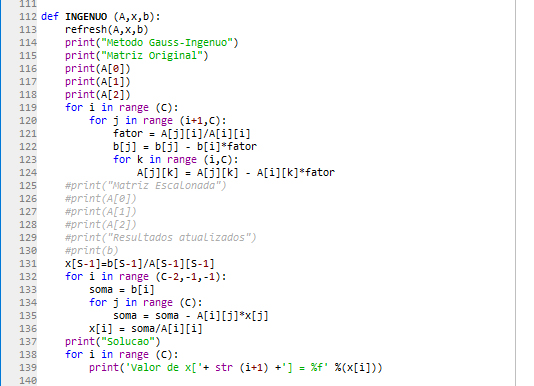 111
112 def INGENUO (A,x,b):
113     refresh(A,x,b)
114     print("Metodo Gauss-Ingenuo")
115     print("Matriz Original")
116     print(A[0])
117     print(A[1])
118     print(A[2])
119     for i in range (C):
120         for j in range (i+1,C):
121             fator = A[j][i]/A[i][i]
122             b[j] = b[j] - b[i]*fator
123             for k in range (i,C):
124                 A[j][k] = A[j][k] - A[i][k]*fator
125     #print("Matriz Escalonada")
126     #print(A[0])
127     #print(A[1])
128     #print(A[2])
129     #print("Resultados atualizados")
130     #print(b)
131     x[S-1]=b[S-1]/A[S-1][S-1]
132     for i in range (C-2,-1,-1):
133         soma = b[i]
134         for j in range (C):
135             soma = soma - A[i][j]*x[j]
136         x[i] = soma/A[i][i]
137     print("Solucao")
138     for i in range (C):
139         print('Valor de x['+ str (i+1) +'] = %f' %(x[i]))
140